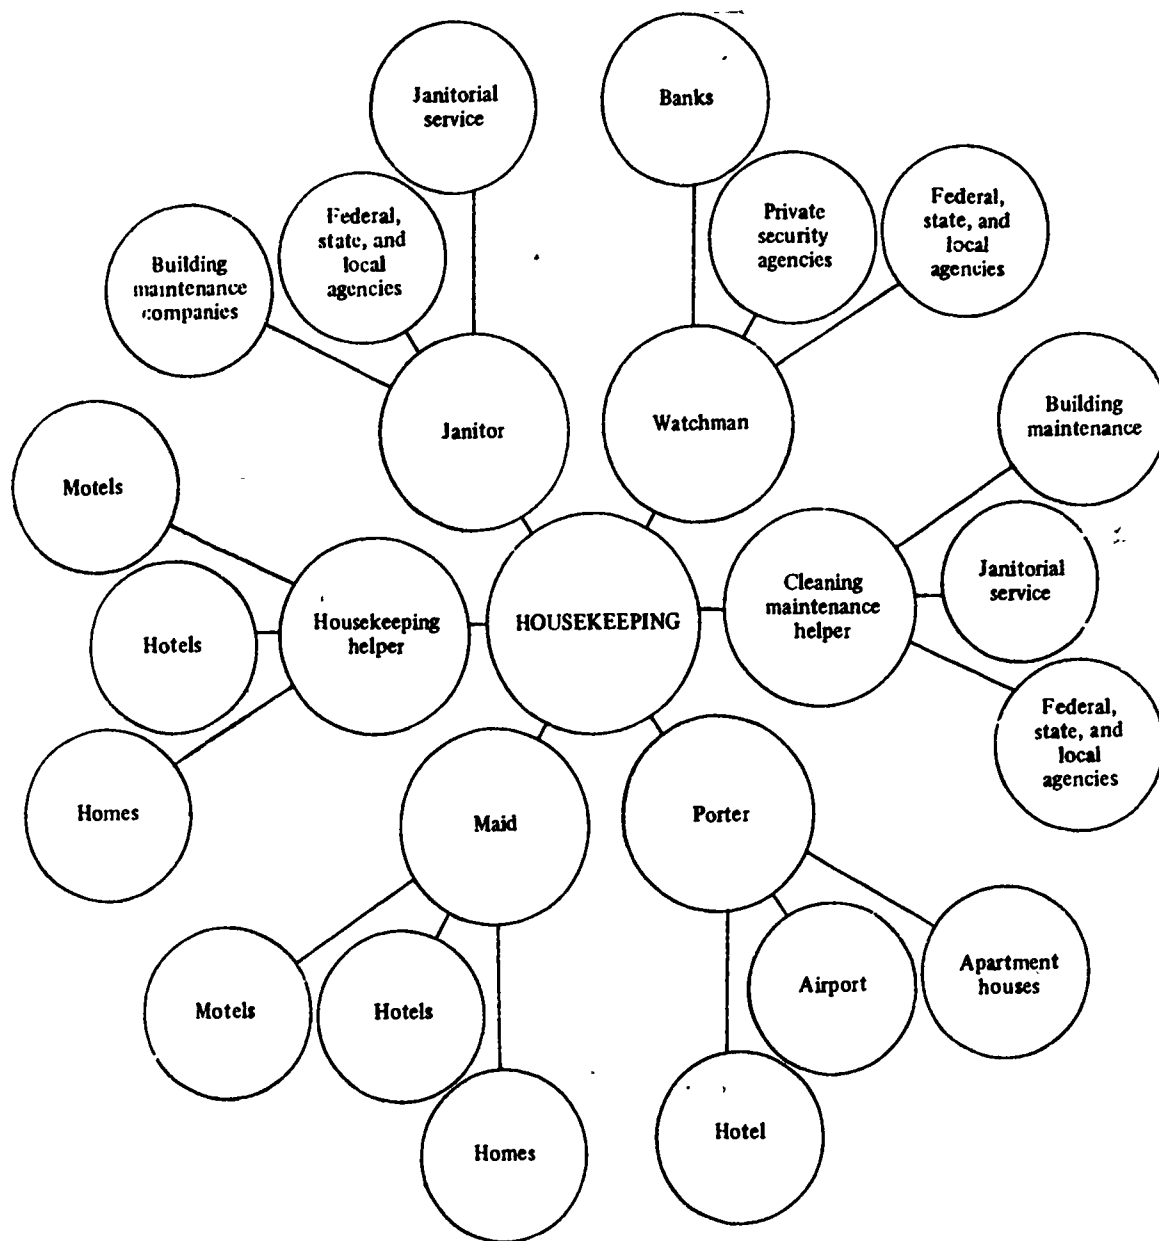 Janitorial
service
Banks
Federal,
state, and
local
agencies
Private
security
agencies
Federal,
state, and
local
agencies
Building
maintenance
companies
Building
maintenance
Janitor
Watchman
Motels
Janitorial
service
Cleaning
maintenance
helper
HOUSEKEEPING
Housekeeping
helper
Hotels
Federal,
state, and
local
agencies
Homes
Maid
Porter
Apartment
houses
Airport
Motels
Hotels
Hotel
Homes